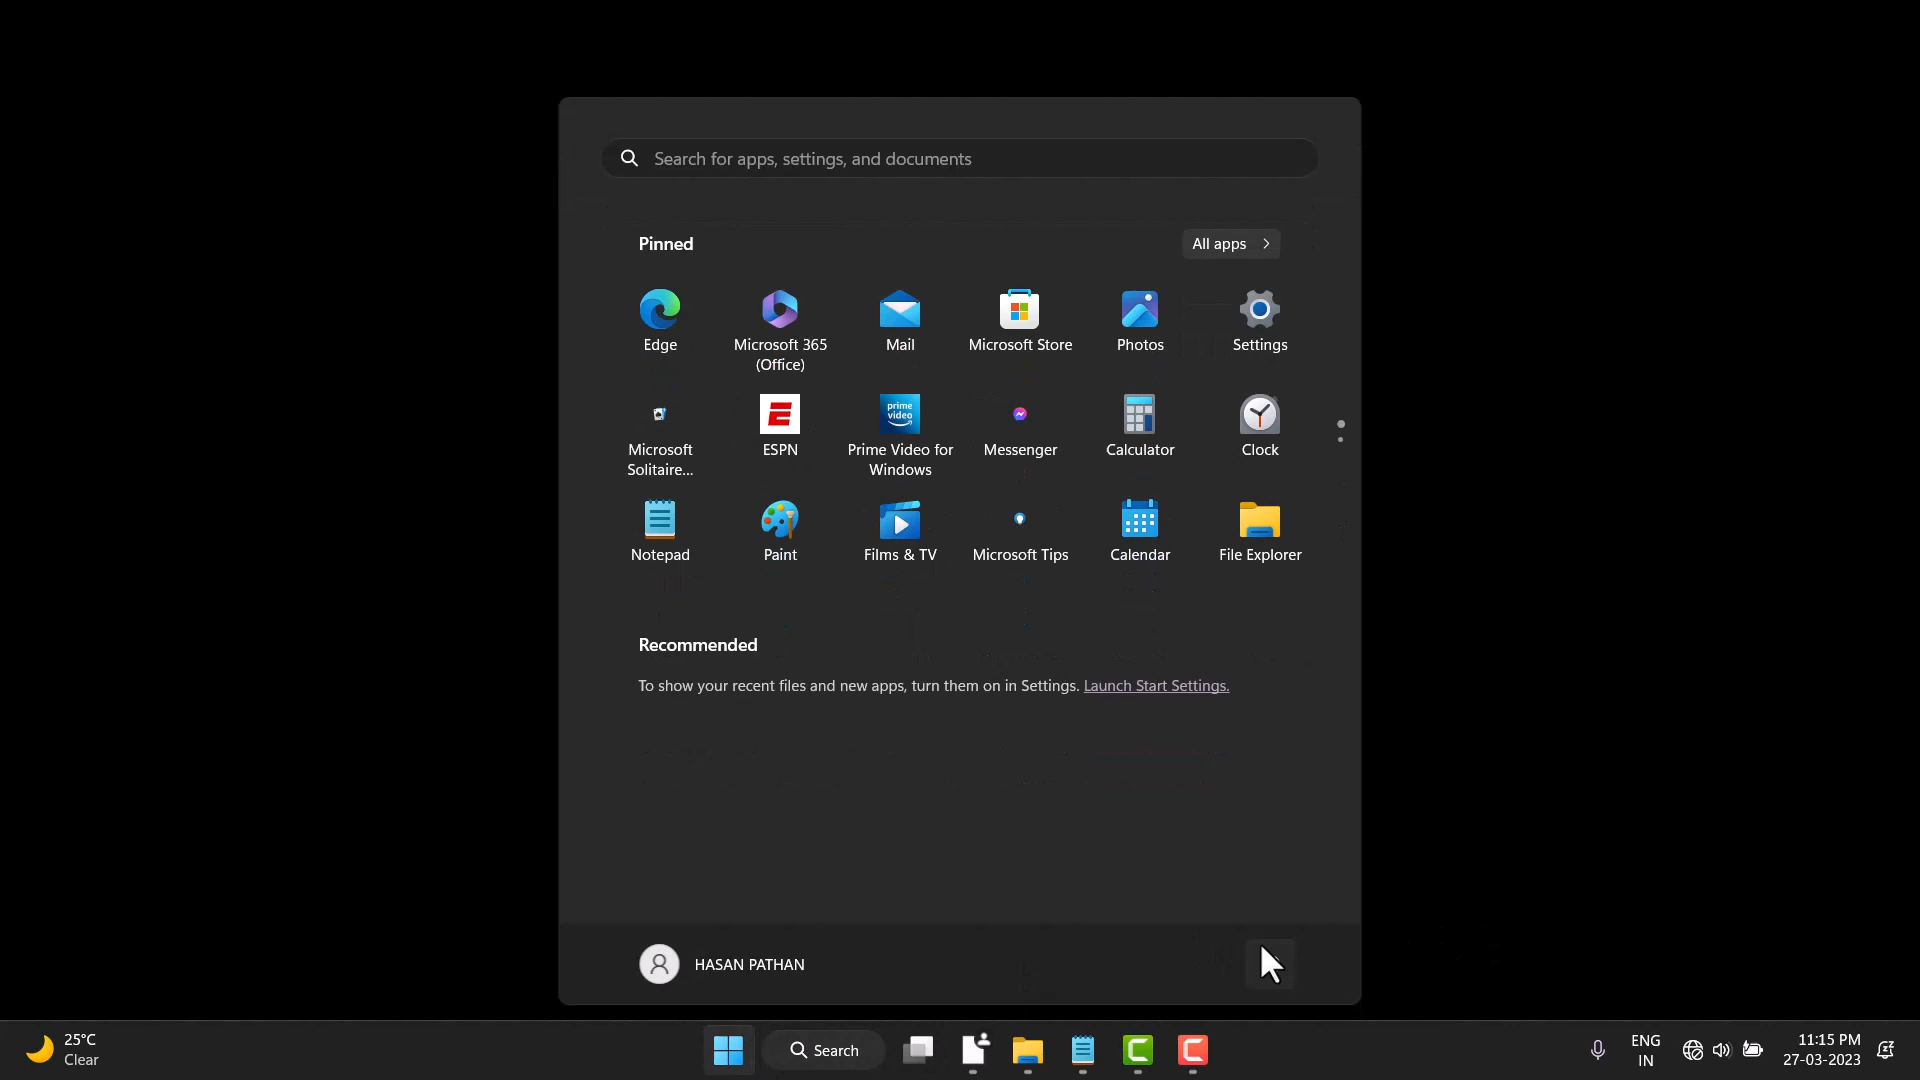 Search for apps, settings, and documents
Pinned
All apps
Edge
Microsoft 365
(Office)
Mail
Microsoft Store
Photos
Settings
Microsoft
Solitaire...
ESPN
prime
video
Prime Video for
Windows
Messenger
Calculator
Clock
Notepad
Paint
Films & TV
Microsoft Tips
Calendar
File Explorer
Recommended
To show your recent files and new apps, turn them on in Settings. Launch Start Settings.
HASAN PATHAN
25°C
Clear
Search
ENG
IN
11:15 PM
27-03-2023